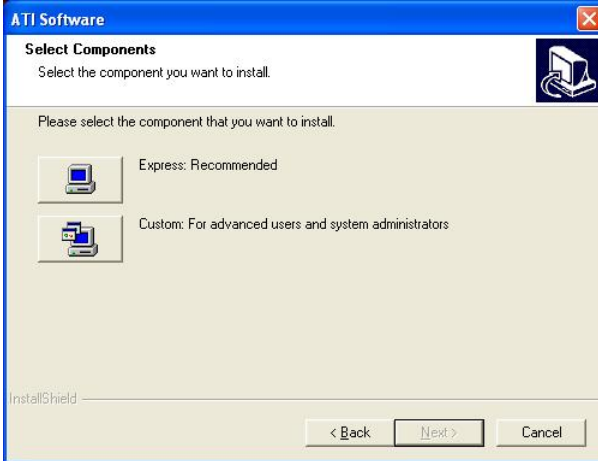 ATI Software
Select Components
Select the component you want to install.
Please select the component that you want to install.
Express: Recommended
Custom: For advanced users and system administrators
InstallShield
< Back
Next >
Cancel